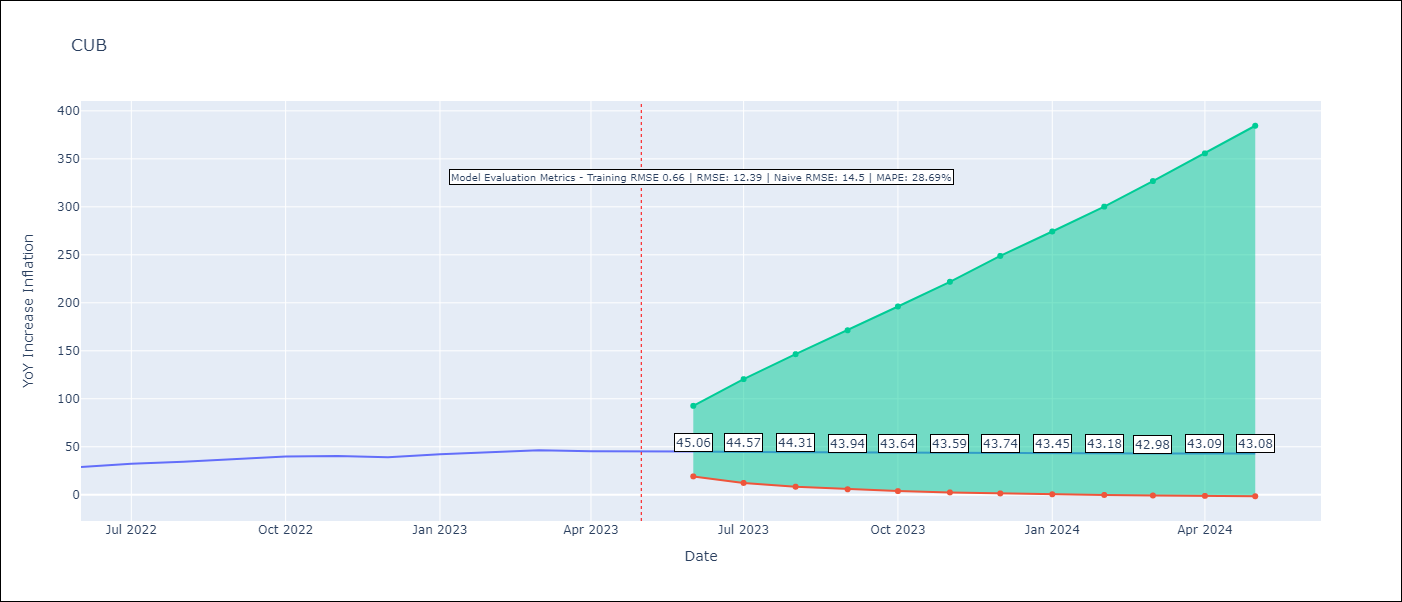 CUB
400
350
300
250
200
150
100
50
0
YoY Increase Inflation
Model Evaluation Metrics - Training RMSE 0.66 | RMSE: 12.39 | Naive RMSE: 14.5 | MAPE: 28.69%
45.06 44.57 44.31 43.94 43.64 43.59 43.74 43.45 43.18 42.98 43.09 43.08
Jul 2022 Oct 2022 Jan 2023 Apr 2023 Jul 2023 Oct 2023 Jan 2024 Apr 2024
Date